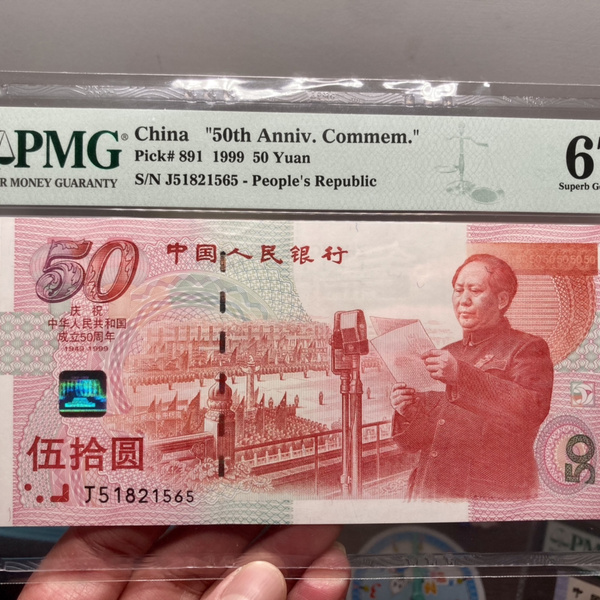 PMG® China "50th Anniv. Commem."
Pick# 891 1999 50 Yuan
R MONEY GUARANTY
S/N J51821565 - People's Republic
Superb G
50
中国人民银行
庆祝
中华人民共和国
成立50周年
1949-1999
伍拾圆
J51821565
50